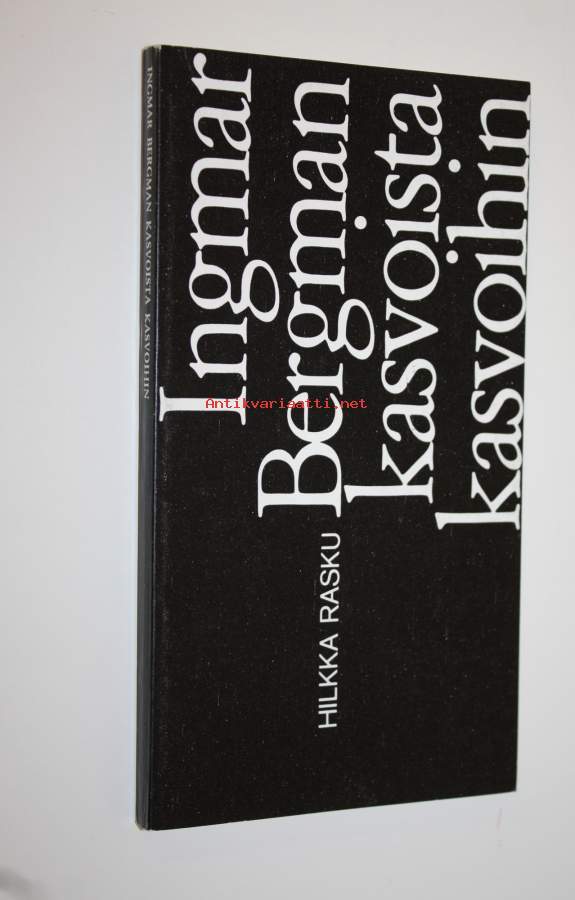 INGMAR BERGMAN KASVOISTA KASVOIHIN
Ingmar
Bergman
kasvoista
kasvoihin
HILKKA RASKU
Antikvariaatti.net